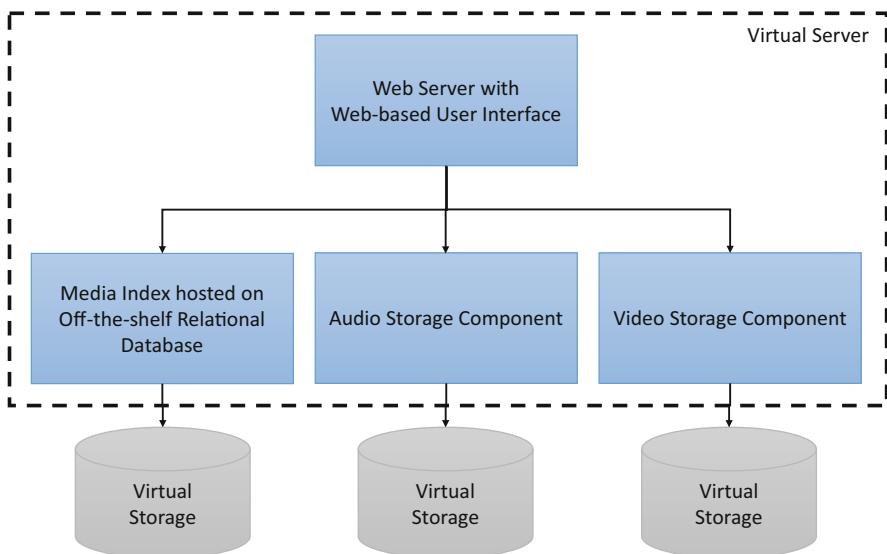 Virtual Server
Web Server with
Web-based User Interface
Media Index hosted on
Off-the-shelf Relational
Database
Audio Storage Component
Video Storage Component
Virtual
Storage
Virtual
Storage
Virtual
Storage